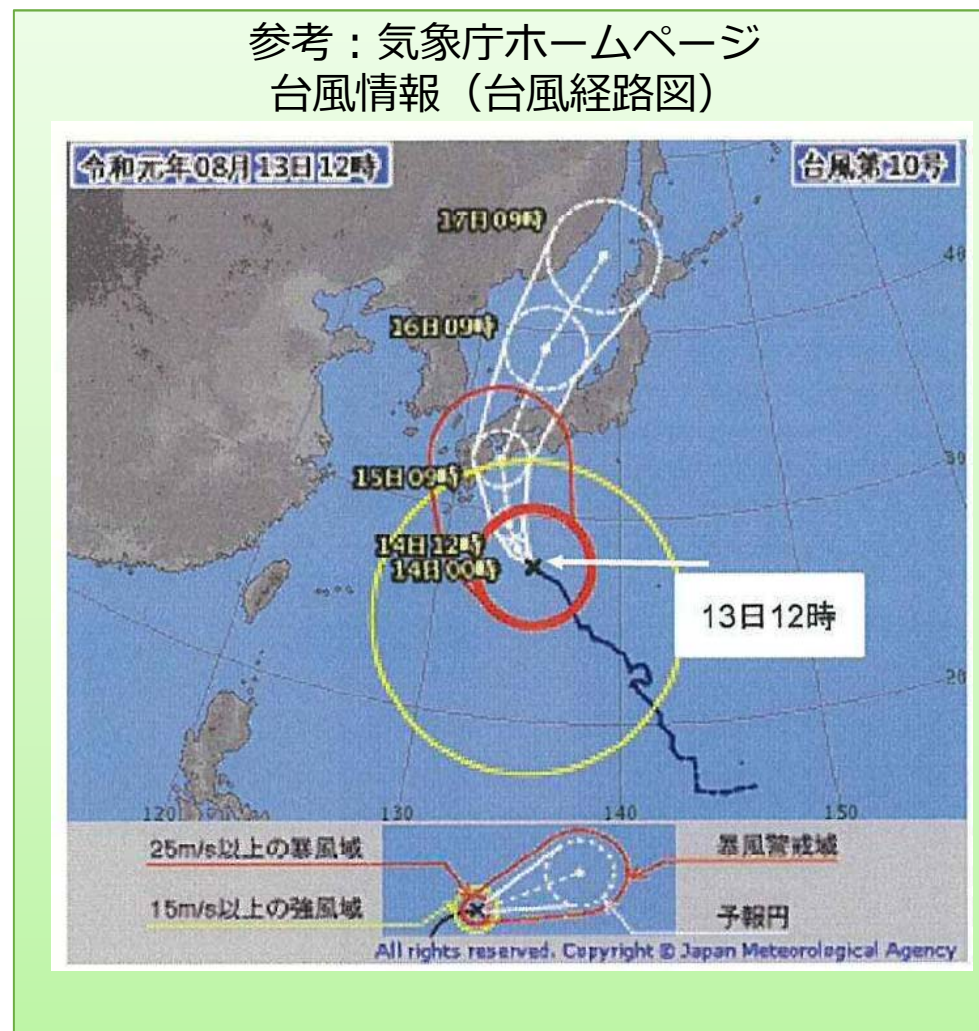 参考：気象庁ホームページ
台風情報（台風経路図）
令和元年08月13日12時
台風第10号
17日09時
40
16日09時
30
15日09時
14日12時
14日00時
13日12時
20
120
130
140
150
25m/s以上の暴風域
暴風警戒域
15m/s以上の強風域
予報円
All rights reserved. Copyright © Japan Meteorological Agency